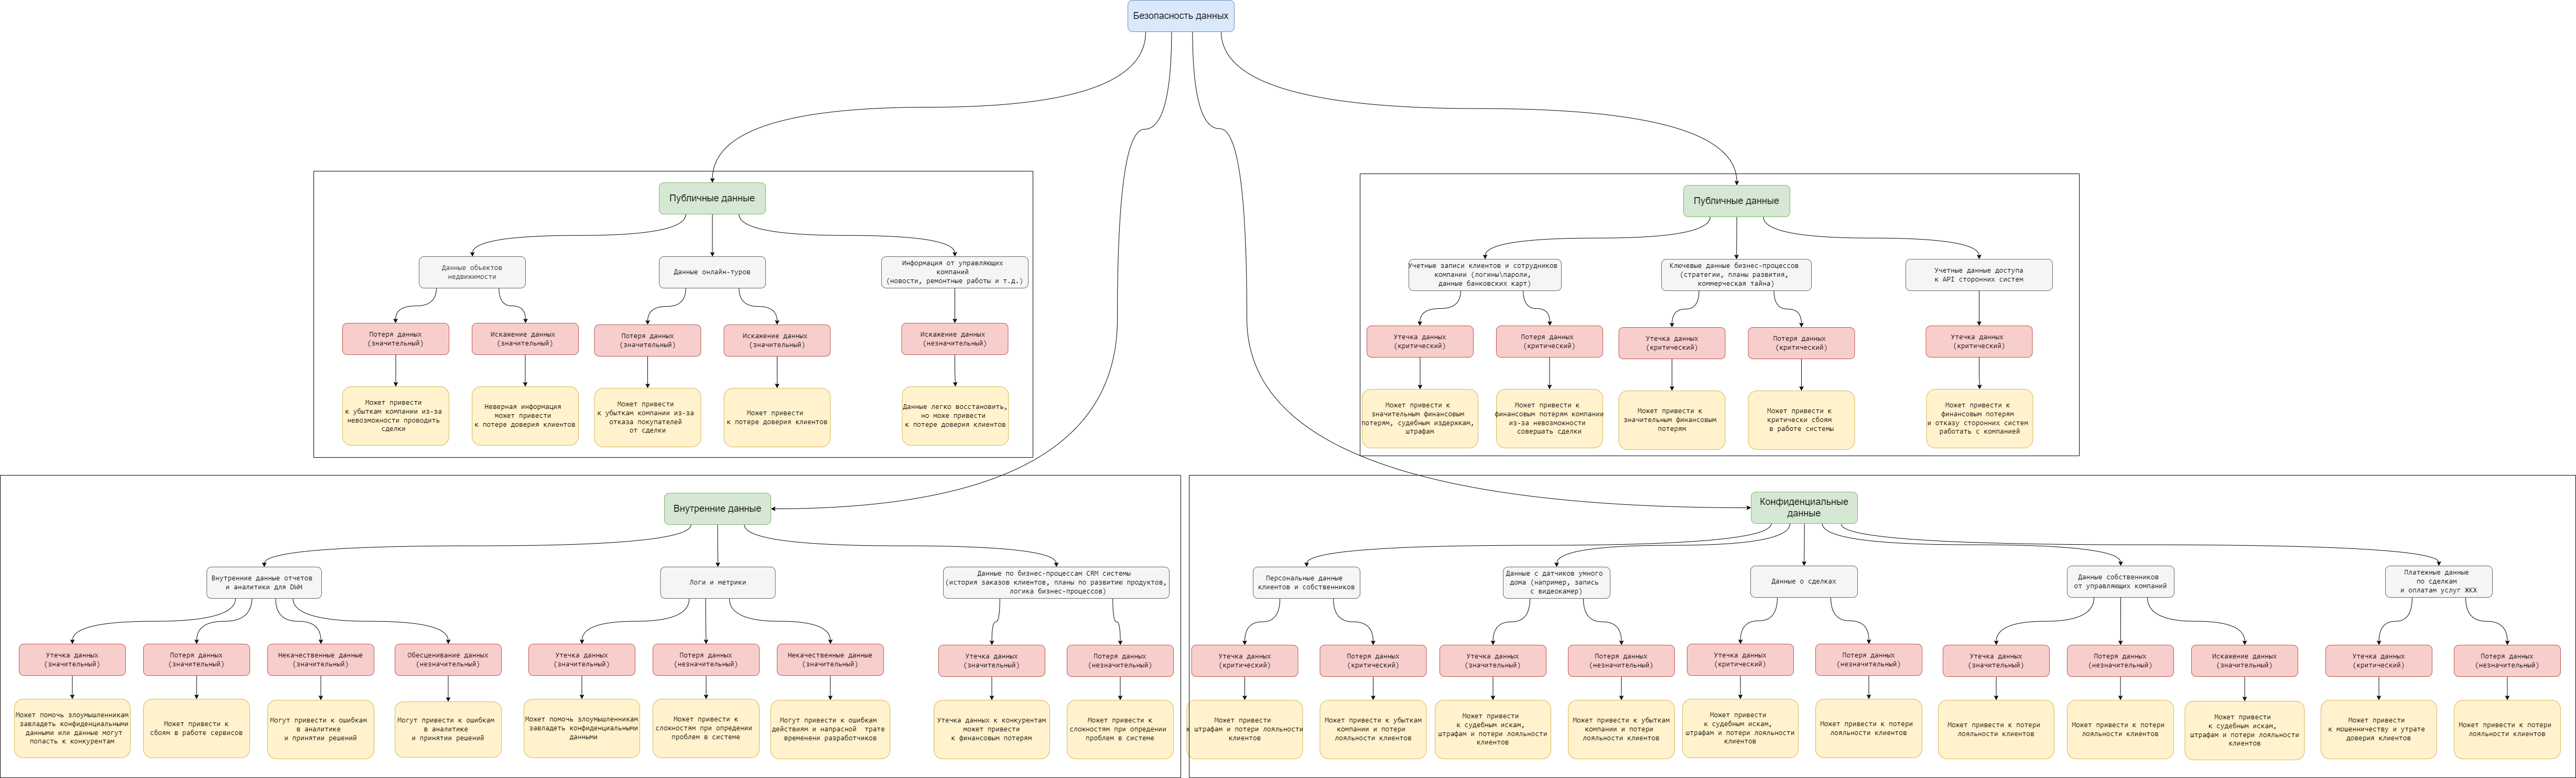 Безопасность данных
Публичные данные
Данные объектов
недвижимости
Данные онлайн-туров
Информация от управляющих
компаний
(новости, ремонтные работы и т.д.)
Потеря данных
(значительный)
Искажение данных
(значительный)
Потеря данных
(значительный)
Искажение данных
(значительный)
Искажение данных
(незначительный)
Может привести
к убыткам компании из-за
невозможности проводить
сделки
Неверная информация
может привести
к потере доверия клиентов
Может привести
к убыткам компании из-за
отказа покупателей
от сделки
Может привести
к потере доверия клиентов
Данные легко восстановить,
но може привести
к потере доверия клиентов
Публичные данные
Учетные записи клиентов и сотрудников
компании (логины\пароли,
данные банковских карт)
Ключевые данные бизнес-процессов
(стратегии, планы развития,
коммерческая тайна)
Учетные данные доступа
к API сторонних систем
Утечка данных
(критический)
Потеря данных
(критический)
Утечка данных
(критический)
Потеря данных
(критический)
Утечка данных
(критический)
Может привести к
значительным финансовым
потерям, судебным издержкам,
штрафам
Может привести к
финансовым потерям компании
из-за невозможности
совершать сделки
Может привести к
значительным финансовым
потерям
Может привести к
критически сбоям
в работе системы
Может привести к
финансовым потерям
и отказу сторонних систем
работать с компанией
Внутренние данные
Внутренние данные отчетов
и аналитики для DWH
Логи и метрики
Данные по бизнес-процессам CRM системы
(история заказов клиентов, планы по развитию продуктов,
логика бизнес-процессов)
Утечка данных
(значительный)
Потеря данных
(значительный)
Некачественные данные
(значительный)
Обесценивание данных
(незначительный)
Утечка данных
(значительный)
Потеря данных
(незначительный)
Некачественные данные
(значительный)
Утечка данных
(значительный)
Потеря данных
(незначительный)
Может помочь злоумышленникам
завладеть конфиденциальными
данными или данные могут
попасть к конкурентам
Может привести к
сбоям в работе сервисов
Могут привести к ошибкам
в аналитике
и принятии решений
Могут привести к ошибкам
в аналитике
и принятии решений
Может помочь злоумышленникам
завладеть конфиденциальными
данными
Может привести к
сложностям при опредении
проблем в системе
Могут привести к ошибкам
действиям и напрасной трате
временени разработчиков
Утечка данных к конкурентам
может привести
к финансовым потерям
Может привести к
сложностям при опредении
проблем в системе
Конфиденциальные
данные
Персональные данные
клиентов и собственников
Данные с датчиков умного
дома (например, запись
с видеокамер)
Данные о сделках
Данные собственников
от управляющих компаний
Платежные данные
по сделкам
и оплатам услуг ЖКХ
Утечка данных
(критический)
Потеря данных
(критический)
Утечка данных
(значительный)
Потеря данных
(незначительный)
Утечка данных
(критический)
Потеря данных
(незначительный)
Утечка данных
(значительный)
Потеря данных
(незначительный)
Искажение данных
(значительный)
Утечка данных
(критический)
Потеря данных
(незначительный)
Может привести
к штрафам и потери лояльности
клиентов
Может привести к убыткам
компании и потери
лояльности клиентов
Может привести
к судебным искам,
штрафам и потери лояльности
клиентов
Может привести к убыткам
компании и потери
лояльности клиентов
Может привести
к судебным искам,
штрафам и потери лояльности
клиентов
Может привести к потери
лояльности клиентов
Может привести к потери
лояльности клиентов
Может привести к потери
лояльности клиентов
Может привести
к судебным искам,
штрафам и потери лояльности
клиентов
Может привести
к мошенничеству и утрате
доверия клиентов
Может привести к потери
лояльности клиентов